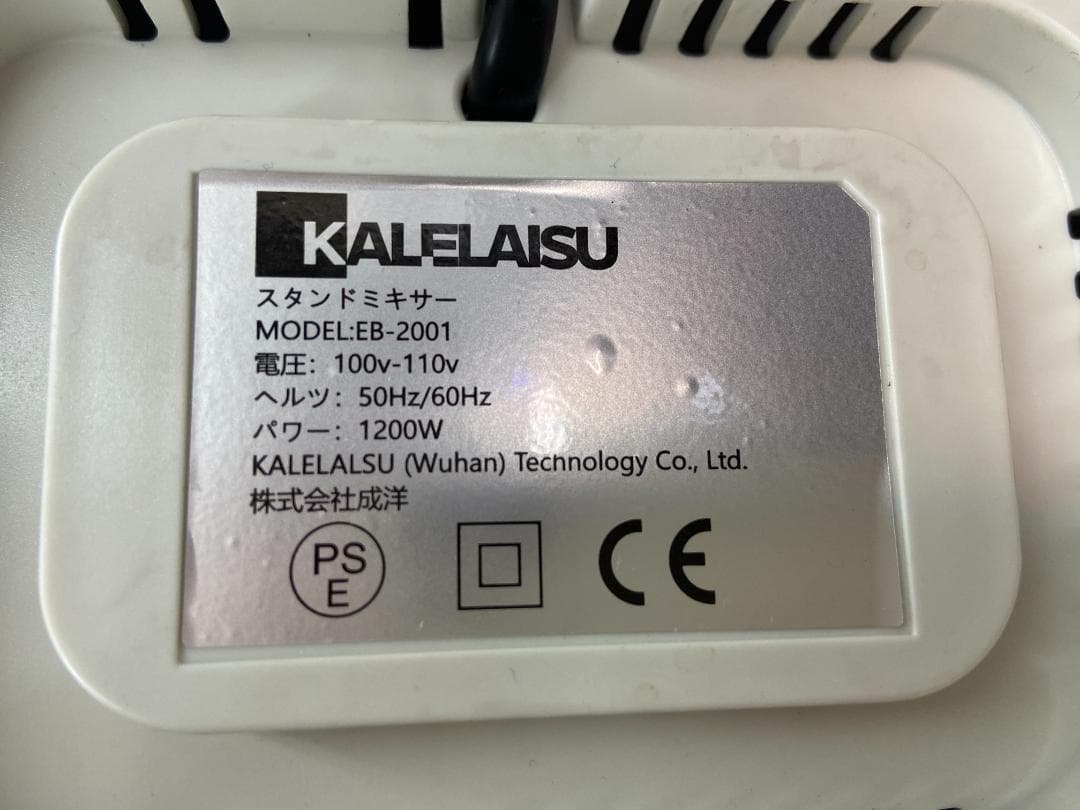 KALELAISU
スタンドミキサー
MODEL:EB-2001
電圧：100v-110v
ヘルツ：50Hz/60Hz
パワー：1200W
KALELALSU (Wuhan) Technology Co., Ltd.
株式会社成洋
PS
E
CE